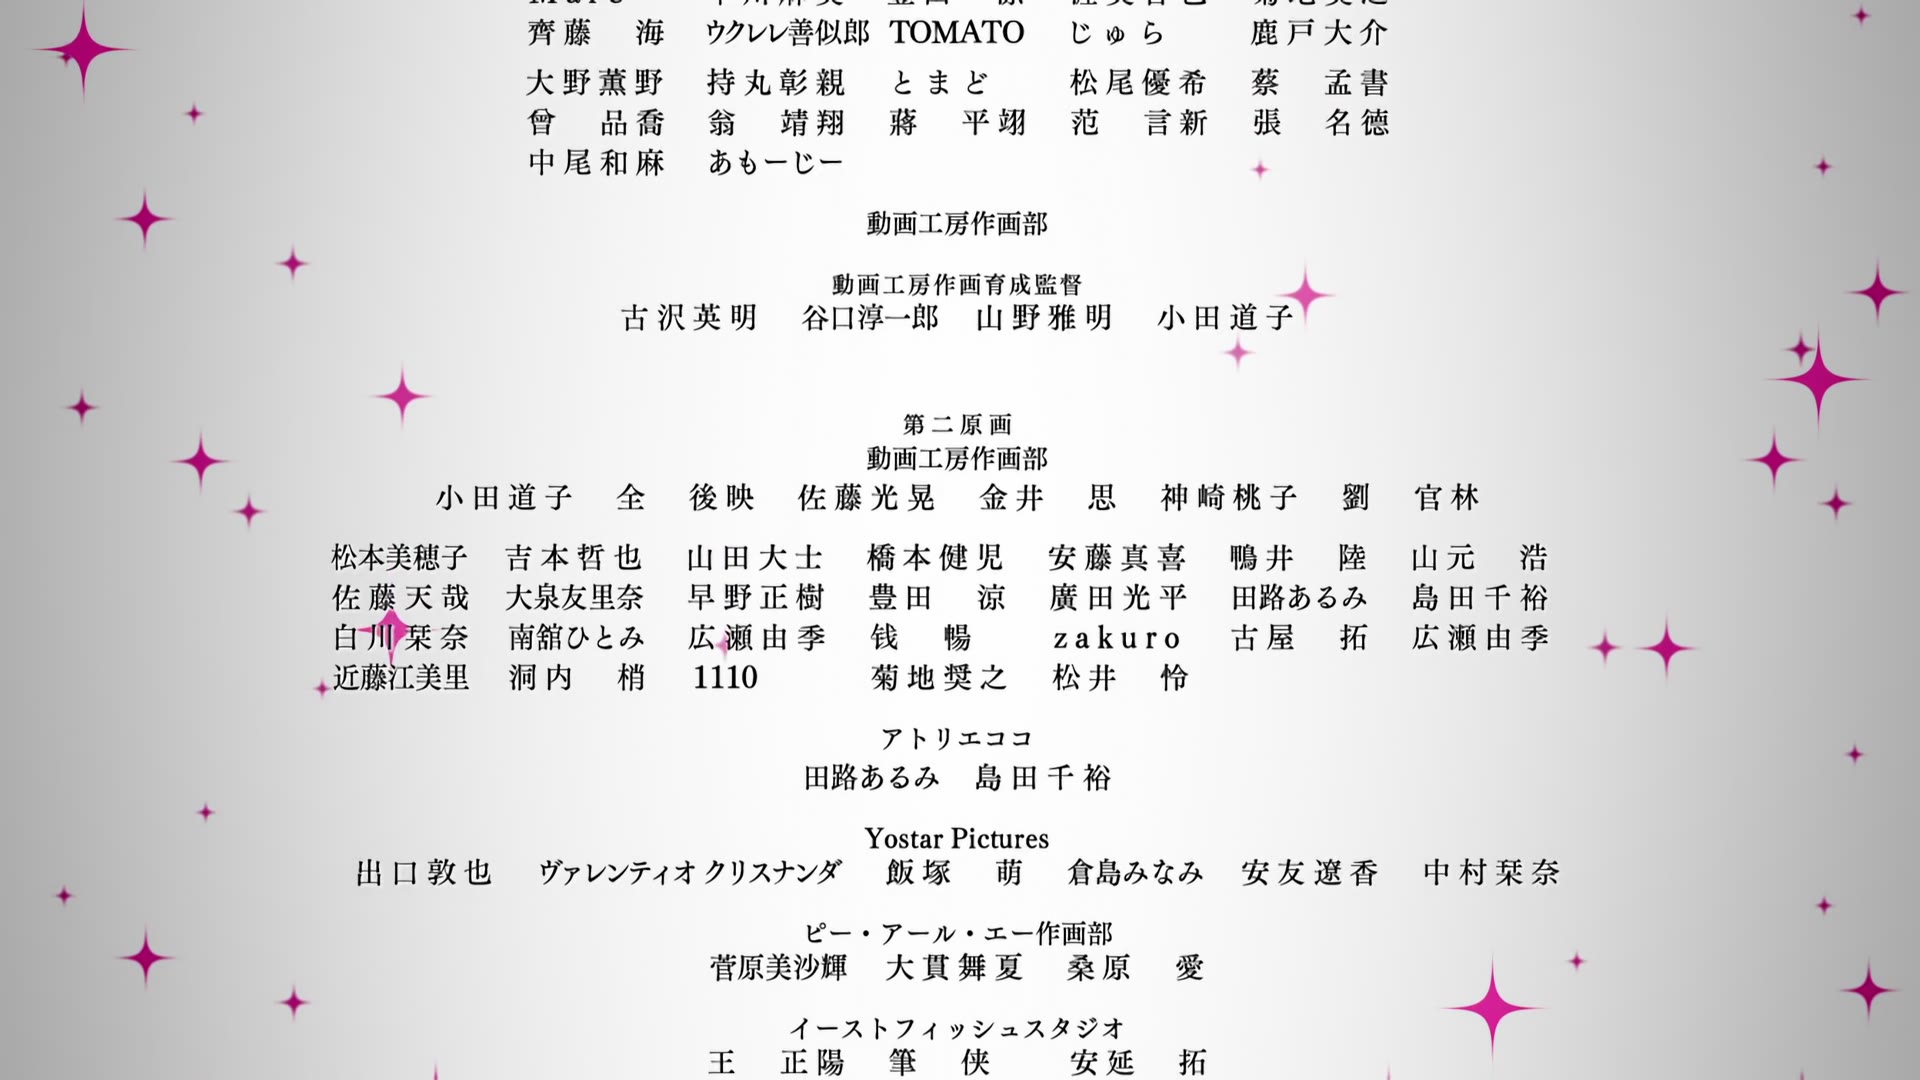 齊藤　海　ウクレレ善似郎　TOMATO　じゅら　鹿戸大介
大野薫野　持丸彰親　とまど　松尾優希　蔡　孟書
曾　品喬　翁　靖翔　蔣　平翊　范　言新　張　名德
中尾和麻　あもーじー
動画工房作画部
動画工房作画育成監督
古沢英明　谷口淳一郎　山野雅明　小田道子
第二原画
動画工房作画部
小田道子　全　後映　佐藤光晃　金井　思　神崎桃子　劉　官林
松本美穂子　吉本哲也　山田大士　橋本健児　安藤真喜　鴨井　陸　山元　浩
佐藤天哉　大泉友里奈　早野正樹　豊田　涼　廣田光平　田路あるみ　島田千裕
白川栞奈　南舘ひとみ　広瀬由季　钱　暢　zakuro　古屋　拓　広瀬由季
近藤江美里　洞内　梢　1110　菊地奨之　松井　怜
アトリエココ
田路あるみ　島田千裕
Yostar Pictures
出口敦也　ヴァレンティオ クリスナンダ　飯塚　萌　倉島みなみ　安友遼香　中村栞奈
ピー・アール・エー作画部
菅原美沙輝　大貫舞夏　桑原　愛
イーストフィッシュスタジオ
王　正陽　筆　侠　安延　拓